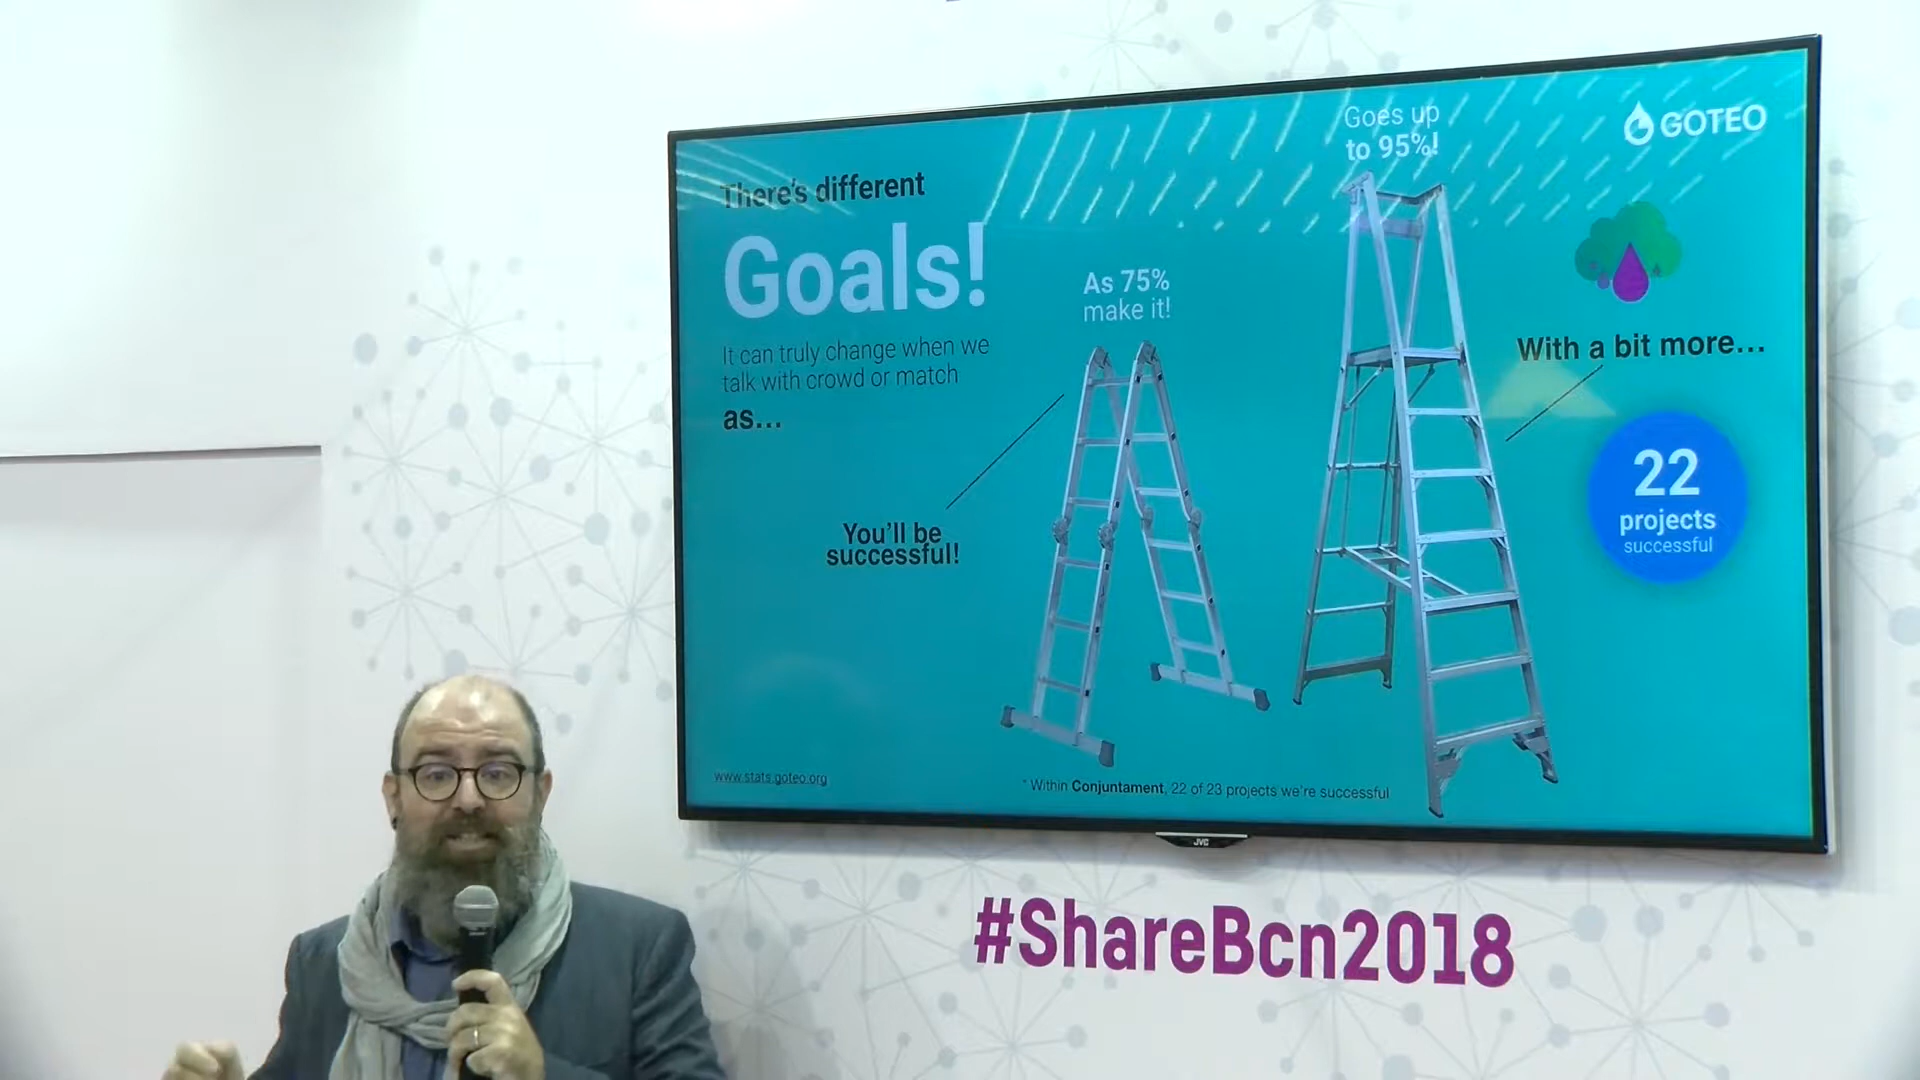 There's different
Goals!
It can truly change when we
talk with crowd or match
as...
You'll be
successful!
As 75%
make it!
Goes up
to 95%!
GOTEO
With a bit more...
22
projects
successful
www.stats.goteo.org
* Within Conjuntament, 22 of 23 projects we're successful
JVC
#ShareBcn2018